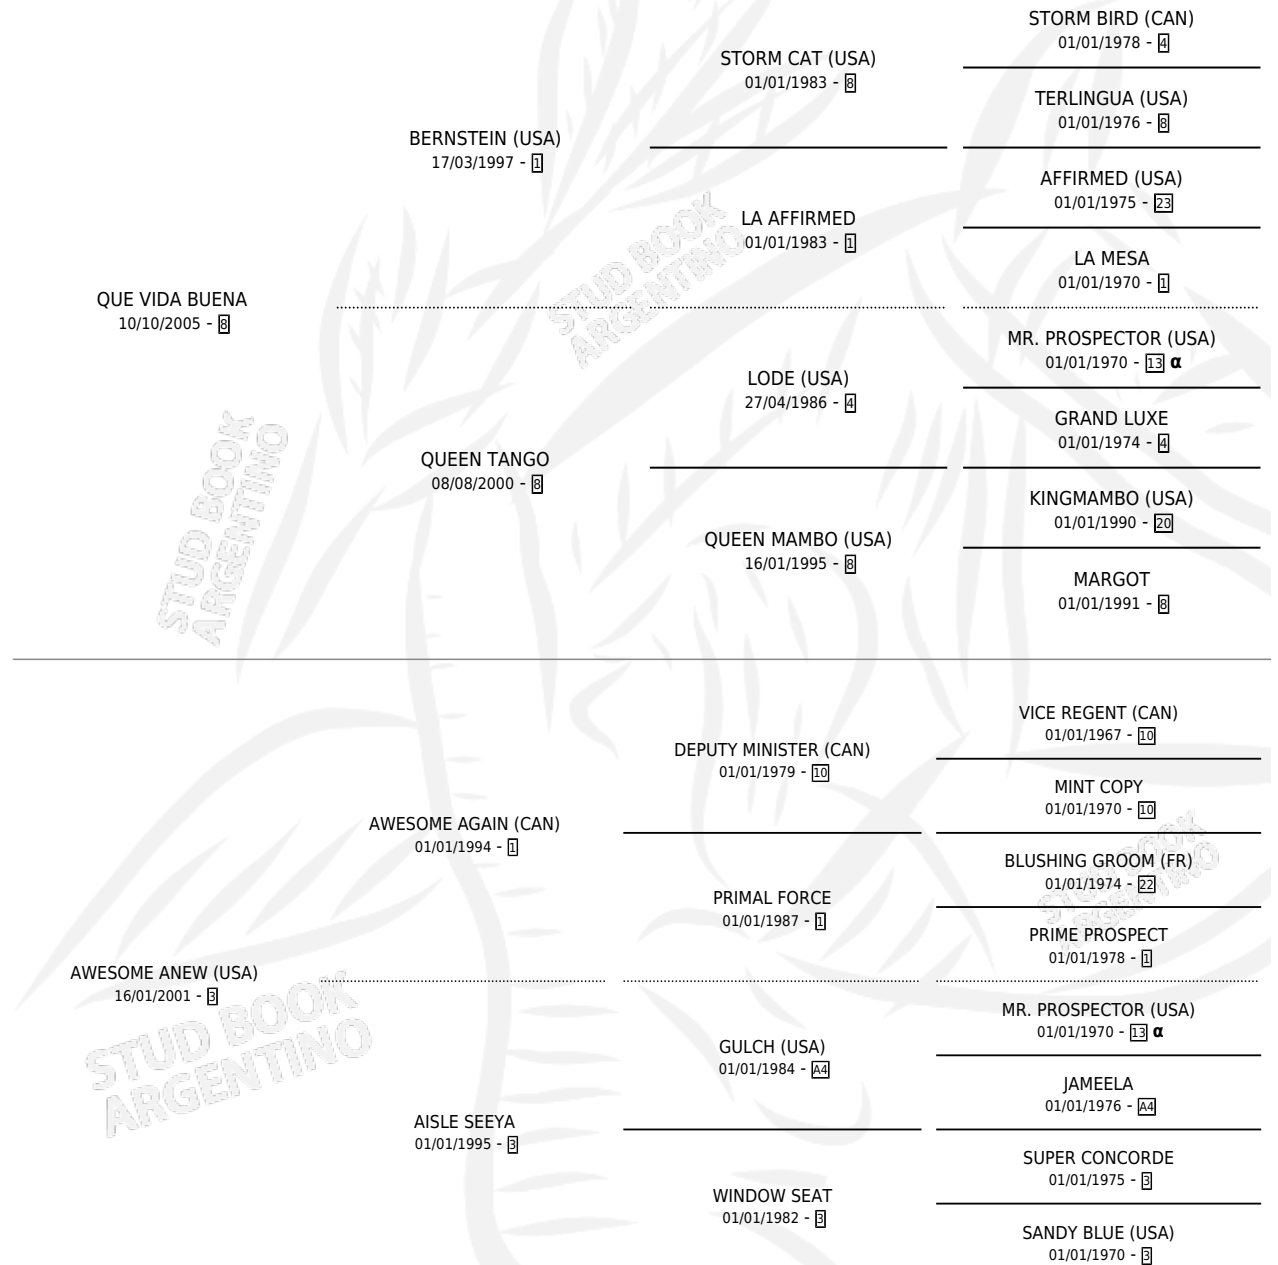 STORM BIRD (CAN)
01/01/1978 - 4
STORM CAT (USA)
01/01/1983 - 8
TERLINGUA (USA)
01/01/1976 - 8
BERNSTEIN (USA)
17/03/1997 - 1
AFFIRMED (USA)
01/01/1975 - 23
LA AFFIRMED
01/01/1983 - 1
LA MESA
01/01/1970 - 1
QUE VIDA BUENA
10/10/2005 - 8
MR. PROSPECTOR (USA)
01/01/1970 - 13 α
LODE (USA)
27/04/1986 - 4
GRAND LUXE
01/01/1974 - 4
QUEEN TANGO
08/08/2000 - 8
KINGMAMBO (USA)
01/01/1990 - 20
QUEEN MAMBO (USA)
16/01/1995 - 8
MARGOT
01/01/1991 - 8
VICE REGENT (CAN)
01/01/1967 - 10
DEPUTY MINISTER (CAN)
01/01/1979 - 10
MINT COPY
01/01/1970 - 10
AWESOME AGAIN (CAN)
01/01/1994 - 1
BLUSHING GROOM (FR)
01/01/1974 - 22
PRIMAL FORCE
01/01/1987 - 1
PRIME PROSPECT
01/01/1978 - 1
AWESOME ANEW (USA)
16/01/2001 - 3
MR. PROSPECTOR (USA)
01/01/1970 - 13 α
GULCH (USA)
01/01/1984 - A4
JAMEELA
01/01/1976 - A4
AISLE SEEYA
01/01/1995 - 3
SUPER CONCORDE
01/01/1975 - 3
WINDOW SEAT
01/01/1982 - 3
SANDY BLUE (USA)
01/01/1970 - 3
STUD BOOK
ARGENTINO
STUD BOOK
ARGENTINO
STUD BOOK
ARGENTINO
STUD BOOK
ARGENTINO